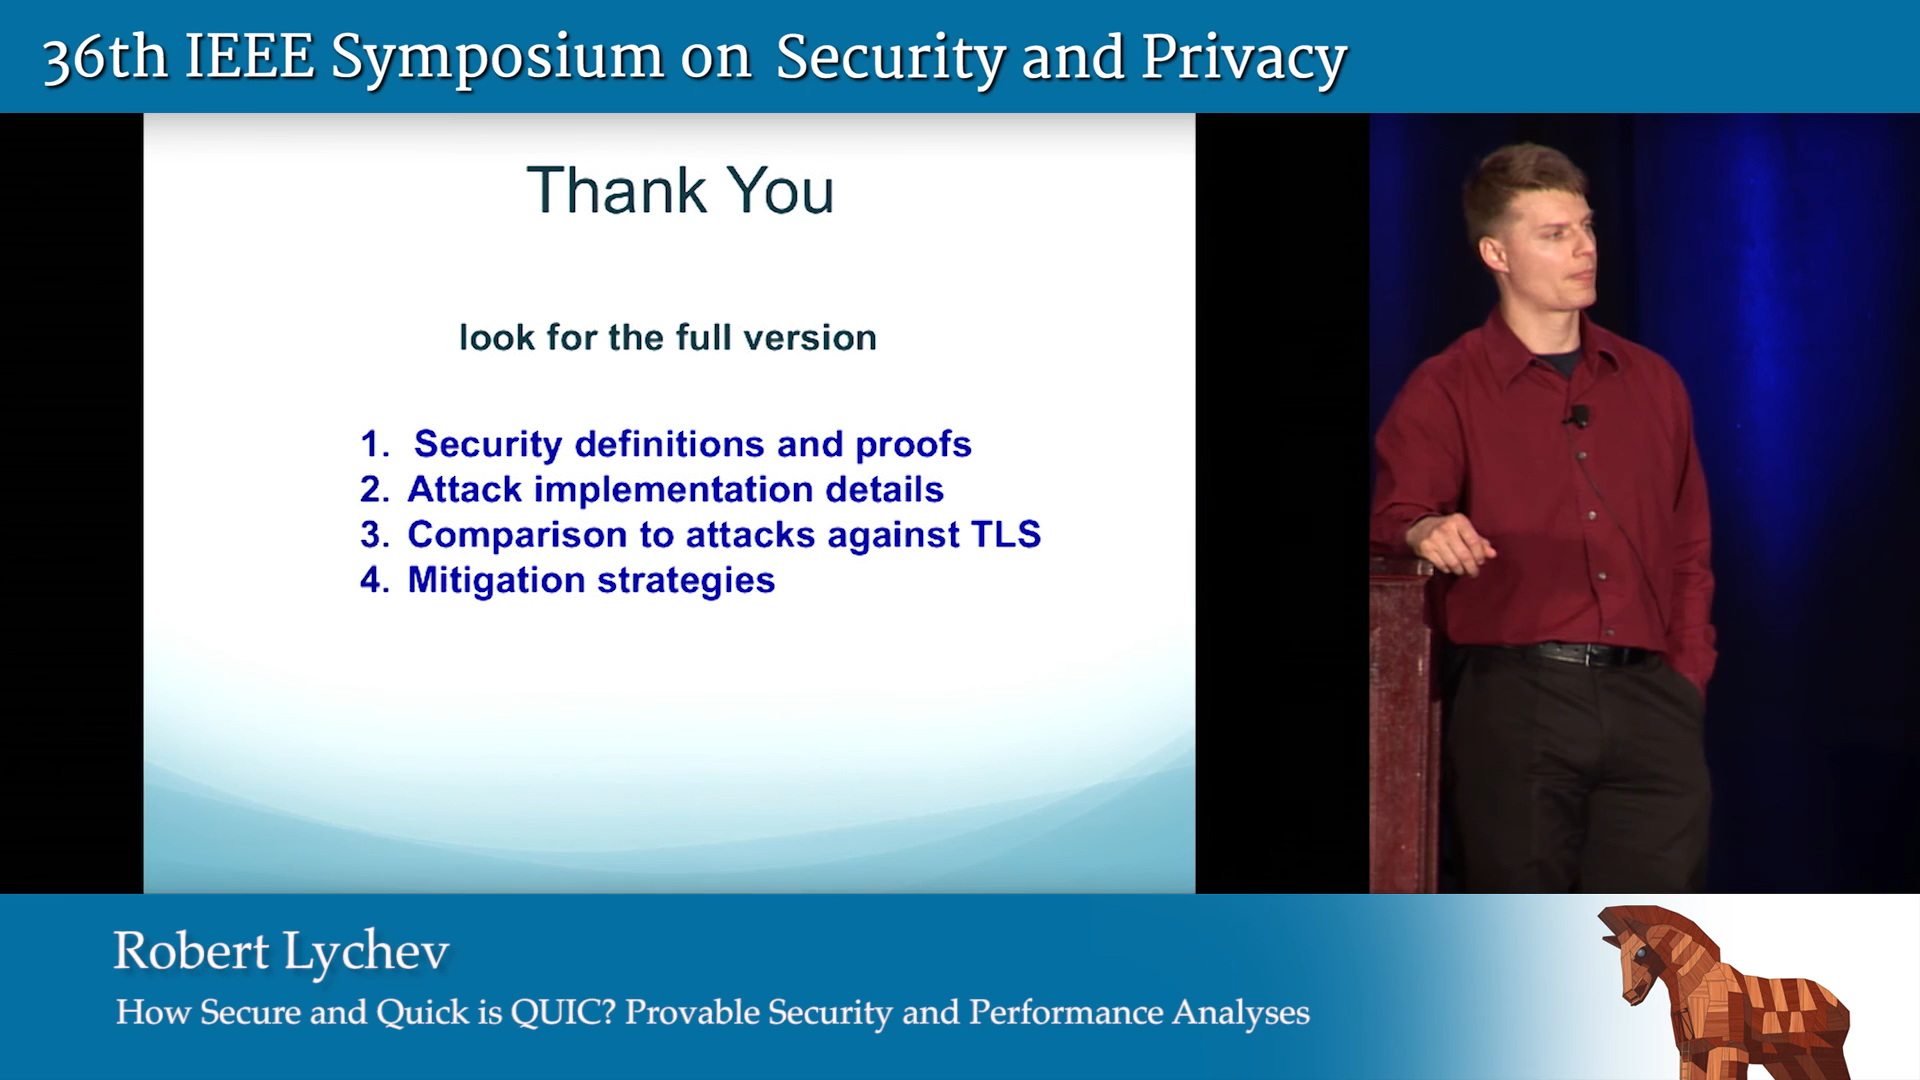 36th IEEE Symposium on Security and Privacy
Thank You
look for the full version
1. Security definitions and proofs
2. Attack implementation details
3. Comparison to attacks against TLS
4. Mitigation strategies
Robert Lychev
How Secure and Quick is QUIC? Provable Security and Performance Analyses